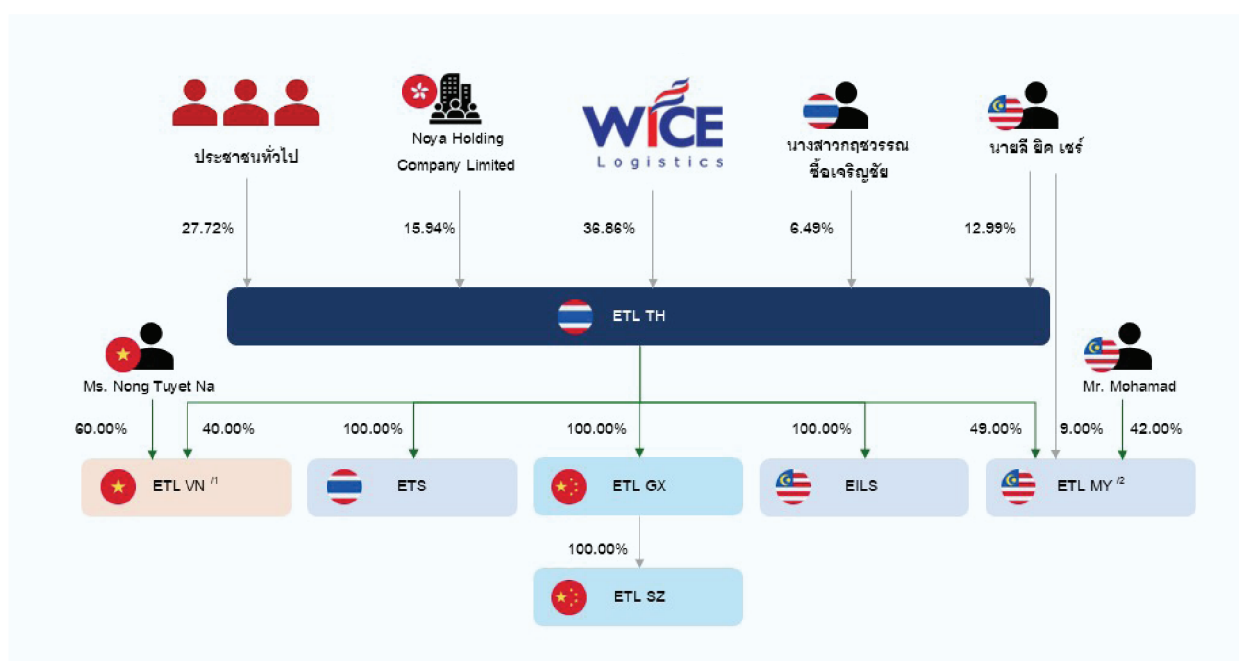 WICE
Logistics
ประชาชนทั่วไป
Noya Holding
Company Limited
นางสาวกฤชวรรณ
ซื้อเจริญชัย
นายลี ยิค เชร์
27.72%
15.94%
36.86%
6.49%
12.99%
ETL TH
Ms. Nong Tuyet Na
Mr. Mohamad
60.00%
40.00%
100.00%
100.00%
100.00%
49.00%
9.00%
42.00%
ETL VN /1
ETS
ETL GX
EILS
ETL MY /2
100.00%
ETL SZ